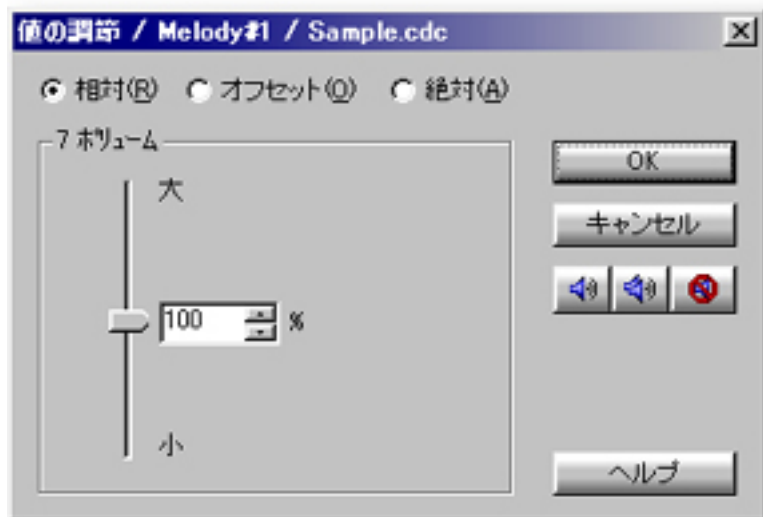 値の調節 / Melody#1 / Sample.cdc
相対(R) オフセット(O) 絶対(A)
7 ボリューム
大
100 %
小
OK
キャンセル
ヘルプ